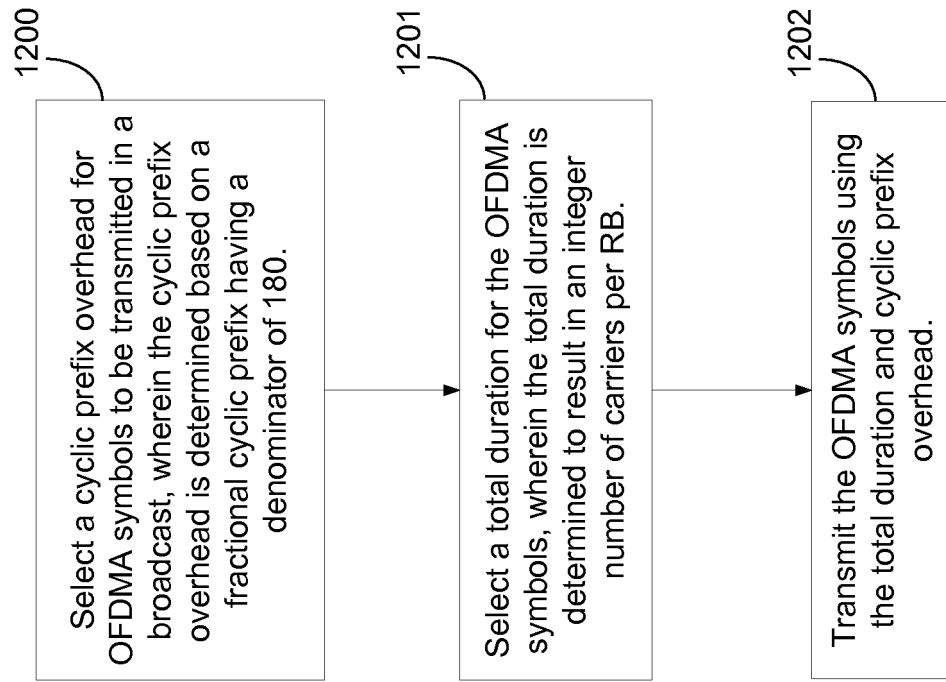 1200
Select a cyclic prefix overhead for
OFDMA symbols to be transmitted in a
broadcast, wherein the cyclic prefix
overhead is determined based on a
fractional cyclic prefix having a
denominator of 180.
1201
Select a total duration for the OFDMA
symbols, wherein the total duration is
determined to result in an integer
number of carriers per RB.
1202
Transmit the OFDMA symbols using
the total duration and cyclic prefix
overhead.